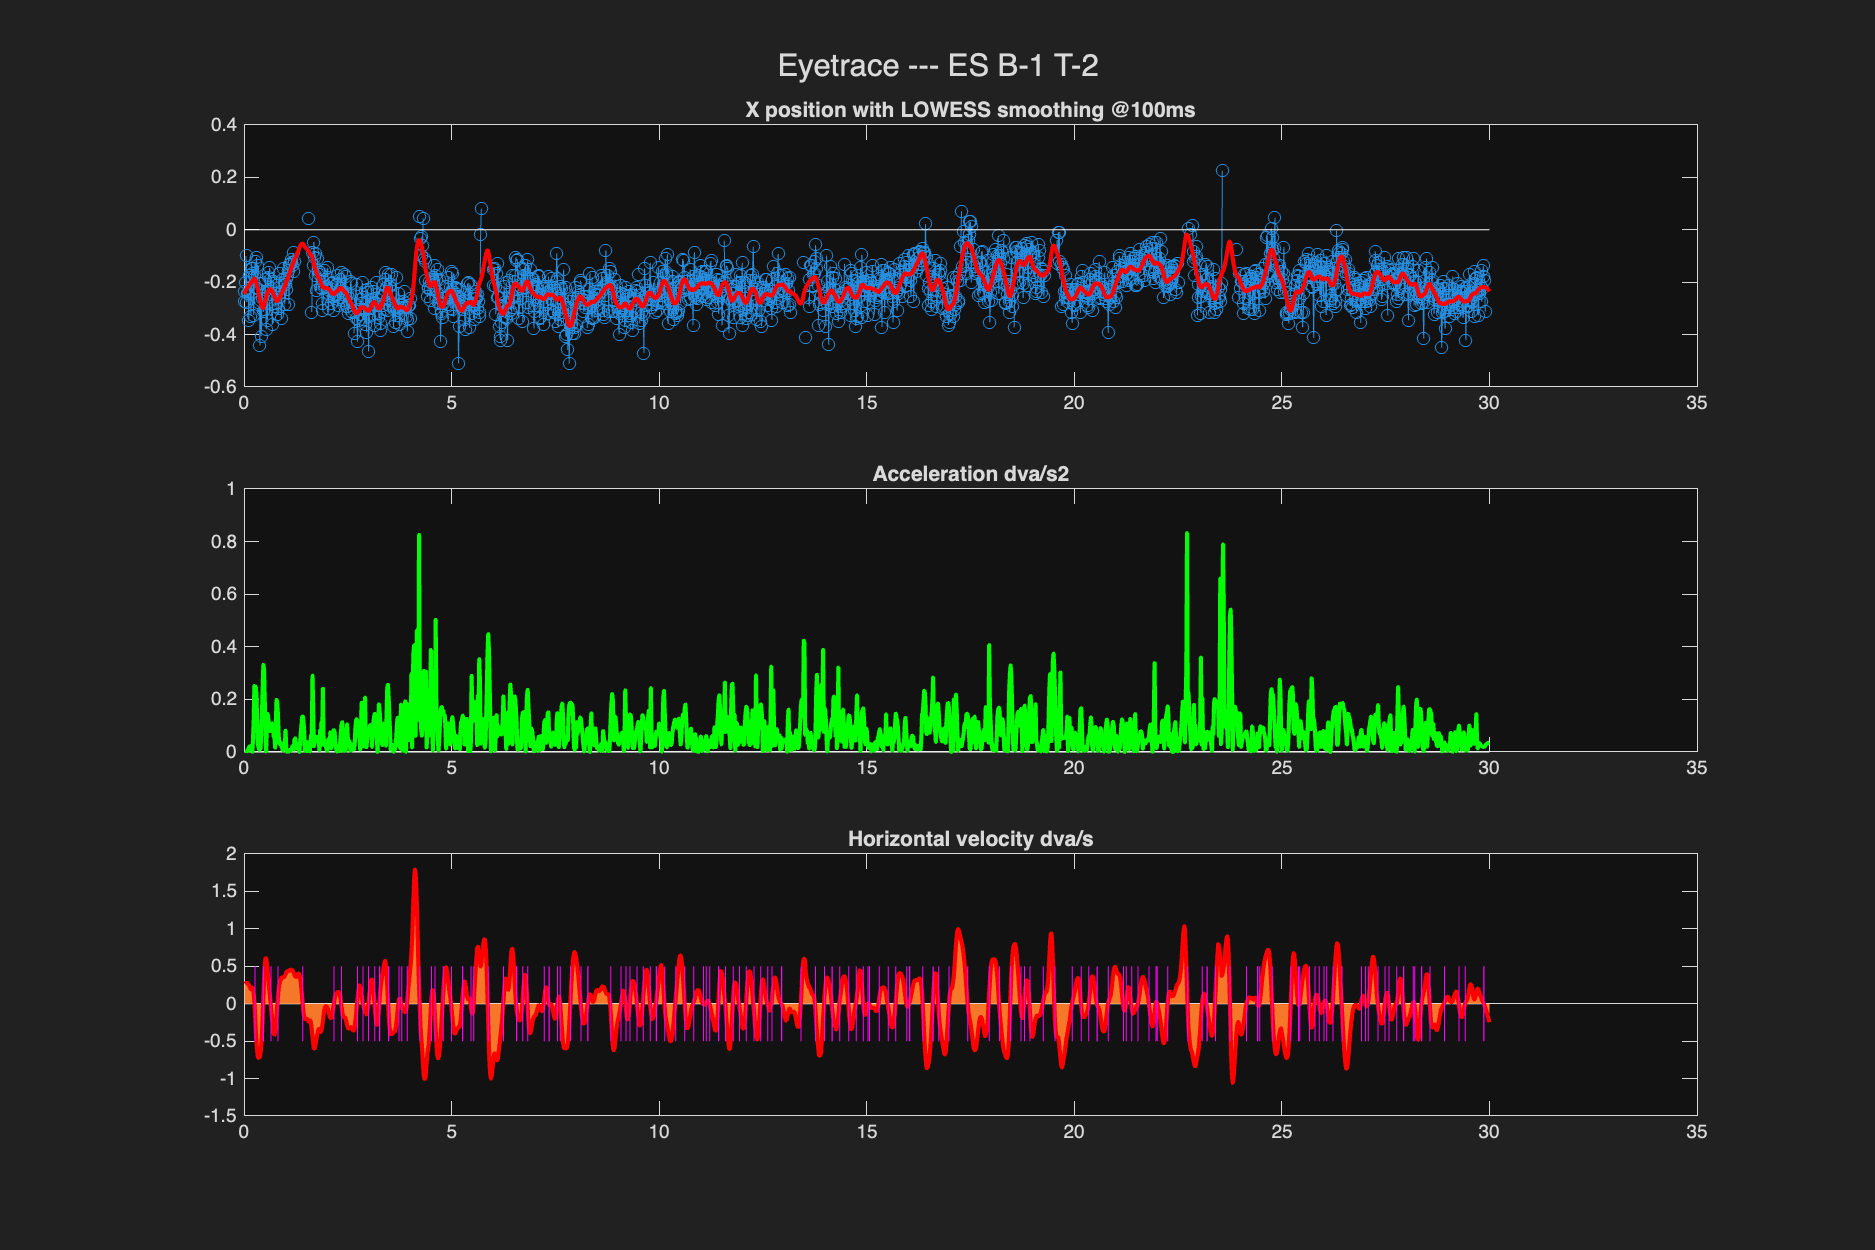 Eyetrace --- ES B-1 T-2
X position with LOWESS smoothing @100ms
0.4
0.2
0
-0.2
-0.4
-0.6
0 5 10 15 20 25 30 35
Acceleration dva/s2
1
0.8
0.6
0.4
0.2
0
0 5 10 15 20 25 30 35
Horizontal velocity dva/s
2
1.5
1
0.5
0
-0.5
-1
-1.5
0 5 10 15 20 25 30 35